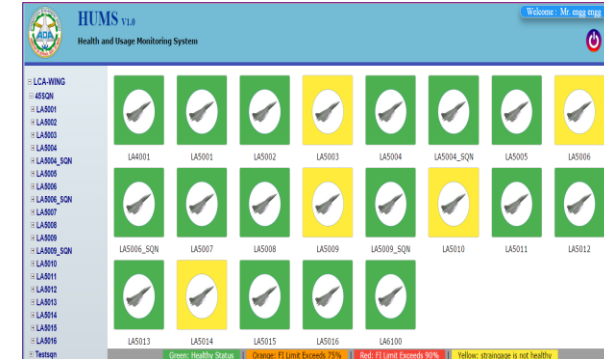 HUMS V1.0
Welcome : Mr. engg engg
Health and Usage Monitoring System
ADA
LCA-WING
45SQN
LA5001
LA5002
LA5003
LA5004
LA5004_SQN
LA5005
LA5006
LA5006_SQN
LA5007
LA5008
LA5009
LA5009_SQN
LA5010
LA5011
LA5012
LA5013
LA5014
LA5015
LA5016
Testsqn
LA4001 LA5001 LA5002 LA5003 LA5004 LA5004_SQN LA5005 LA5006
LA5006_SQN LA5007 LA5008 LA5009 LA5009_SQN LA5010 LA5011 LA5012
LA5013 LA5014 LA5015 LA5016 LA6100
Green: Healthy Status || Orange: FI Limit Exceeds 75% || Red: FI Limit Exceeds 90% || Yellow: straingage is not healthy